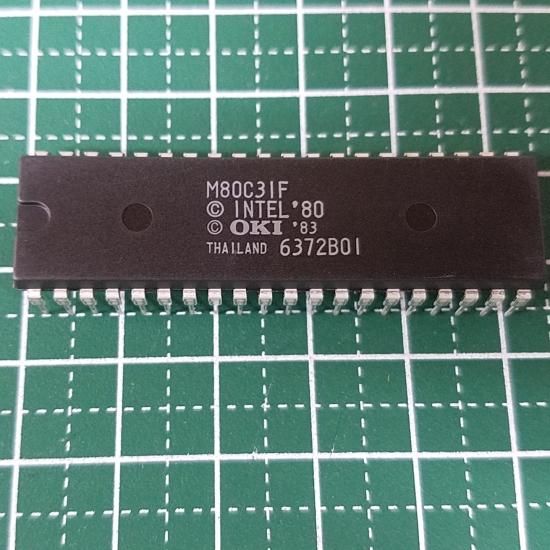 M80C31F
© INTEL'80
© OKI '83
THAILAND 6372B01